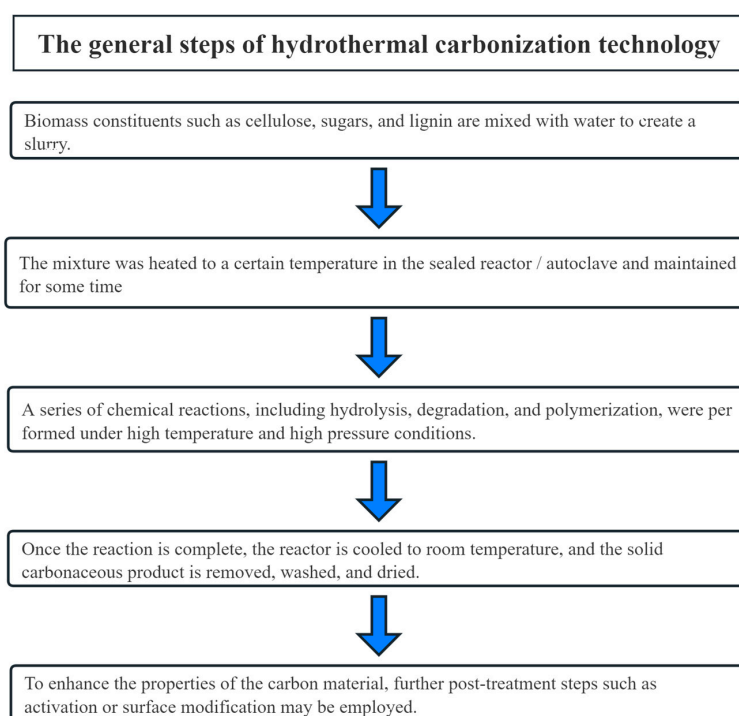 The general steps of hydrothermal carbonization technology
Biomass constituents such as cellulose, sugars, and lignin are mixed with water to create a
slurry.
The mixture was heated to a certain temperature in the sealed reactor / autoclave and maintained
for some time
A series of chemical reactions, including hydrolysis, degradation, and polymerization, were per
formed under high temperature and high pressure conditions.
Once the reaction is complete, the reactor is cooled to room temperature, and the solid
carbonaceous product is removed, washed, and dried.
To enhance the properties of the carbon material, further post-treatment steps such as
activation or surface modification may be employed.